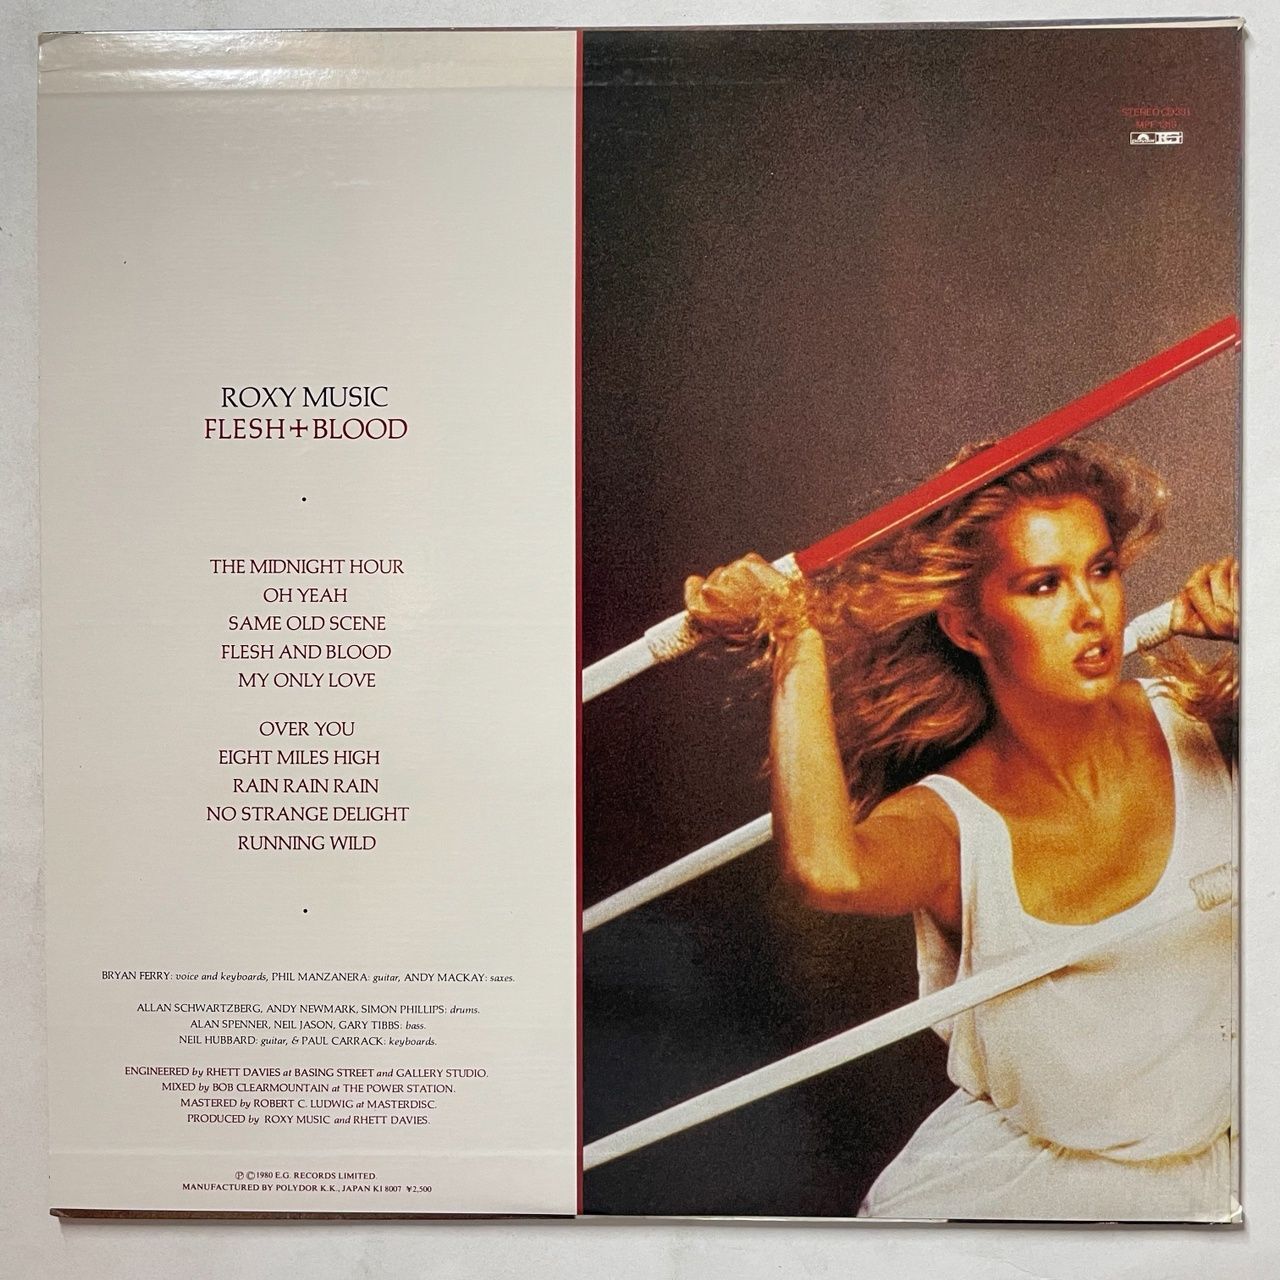 ROXY MUSIC
FLESH+BLOOD
•
THE MIDNIGHT HOUR
OH YEAH
SAME OLD SCENE
FLESH AND BLOOD
MY ONLY LOVE
OVER YOU
EIGHT MILES HIGH
RAIN RAIN RAIN
NO STRANGE DELIGHT
RUNNING WILD
•
BRYAN FERRY: voice and keyboards, PHIL MANZANERA: guitar, ANDY MACKAY: saxes.
ALLAN SCHWARTZBERG, ANDY NEWMARK, SIMON PHILLIPS: drums.
ALAN SPENNER, NEIL JASON, GARY TIBBS: bass.
NEIL HUBBARD: guitar, & PAUL CARRACK: keyboards.
ENGINEERED by RHETT DAVIES at BASING STREET and GALLERY STUDIO.
MIXED by BOB CLEARMOUNTAIN at THE POWER STATION.
MASTERED by ROBERT C. LUDWIG at MASTERDISC.
PRODUCED by ROXY MUSIC and RHETT DAVIES.
℗ © 1980 E.G. RECORDS LIMITED
MANUFACTURED BY POLYDOR K.K., JAPAN KI 8007 ¥2,500
STEREO